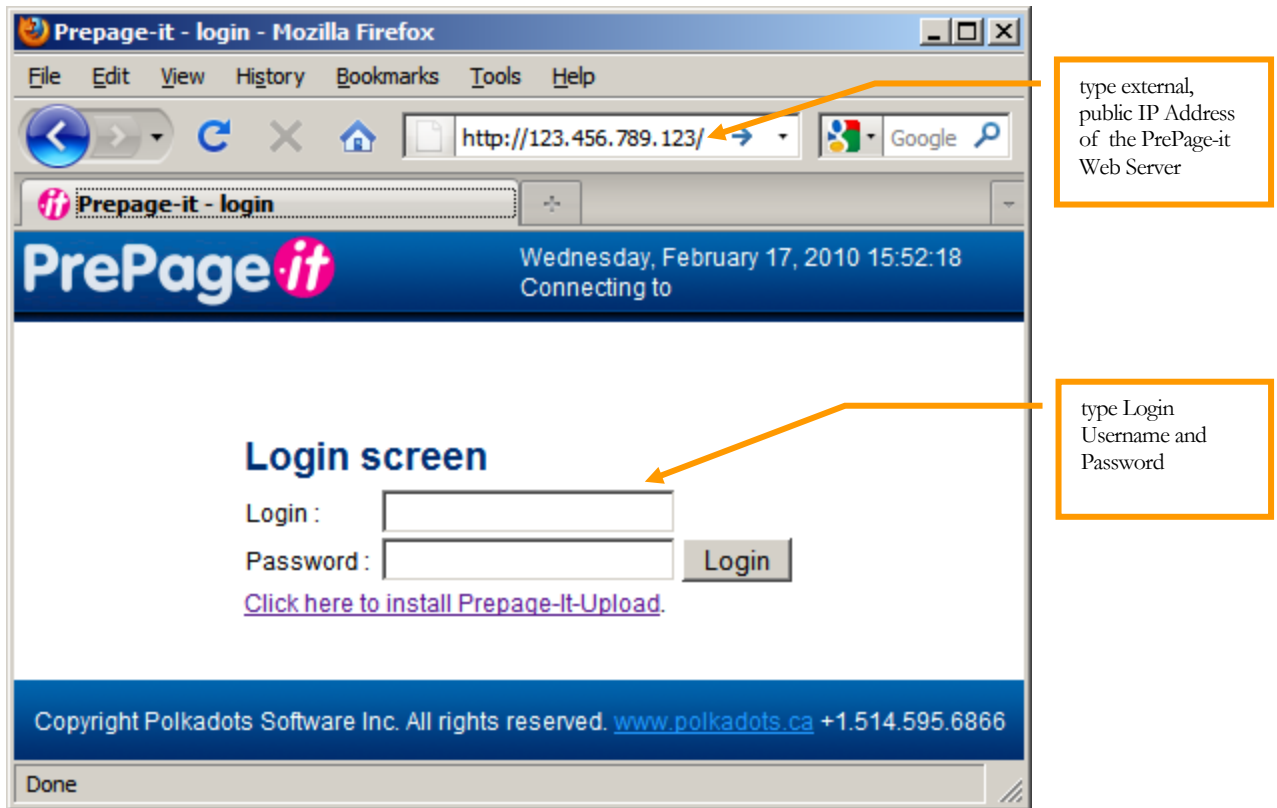 Prepage-it - login - Mozilla Firefox
File Edit View History Bookmarks Tools Help
http://123.456.789.123/
Google
Prepage-it - login
PrePage·it
Wednesday, February 17, 2010 15:52:18
Connecting to
Login screen
Login :
Password :
Login
Click here to install Prepage-It-Upload.
Copyright Polkadots Software Inc. All rights reserved. www.polkadots.ca +1.514.595.6866
Done
type external,
public IP Address
of the PrePage-it
Web Server
type Login
Username and
Password